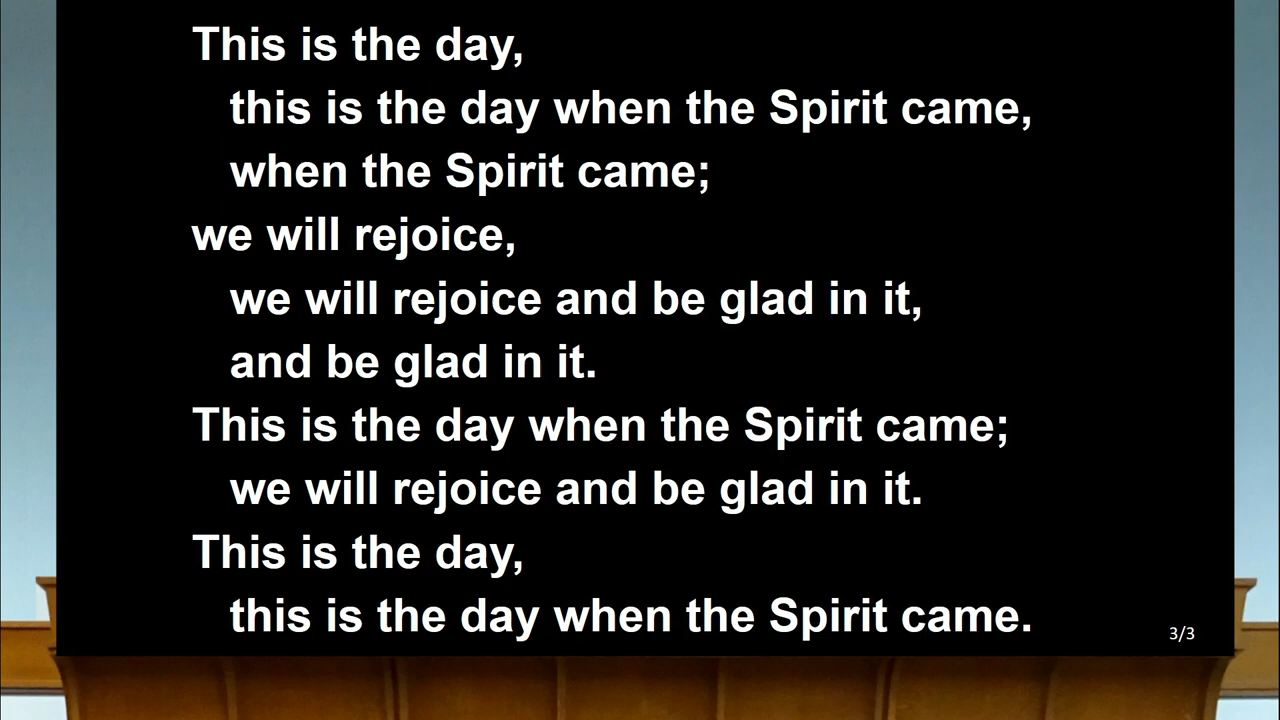 This is the day,
this is the day when the Spirit came,
when the Spirit came;
we will rejoice,
we will rejoice and be glad in it,
and be glad in it.
This is the day when the Spirit came;
we will rejoice and be glad in it.
This is the day,
this is the day when the Spirit came.
3/3